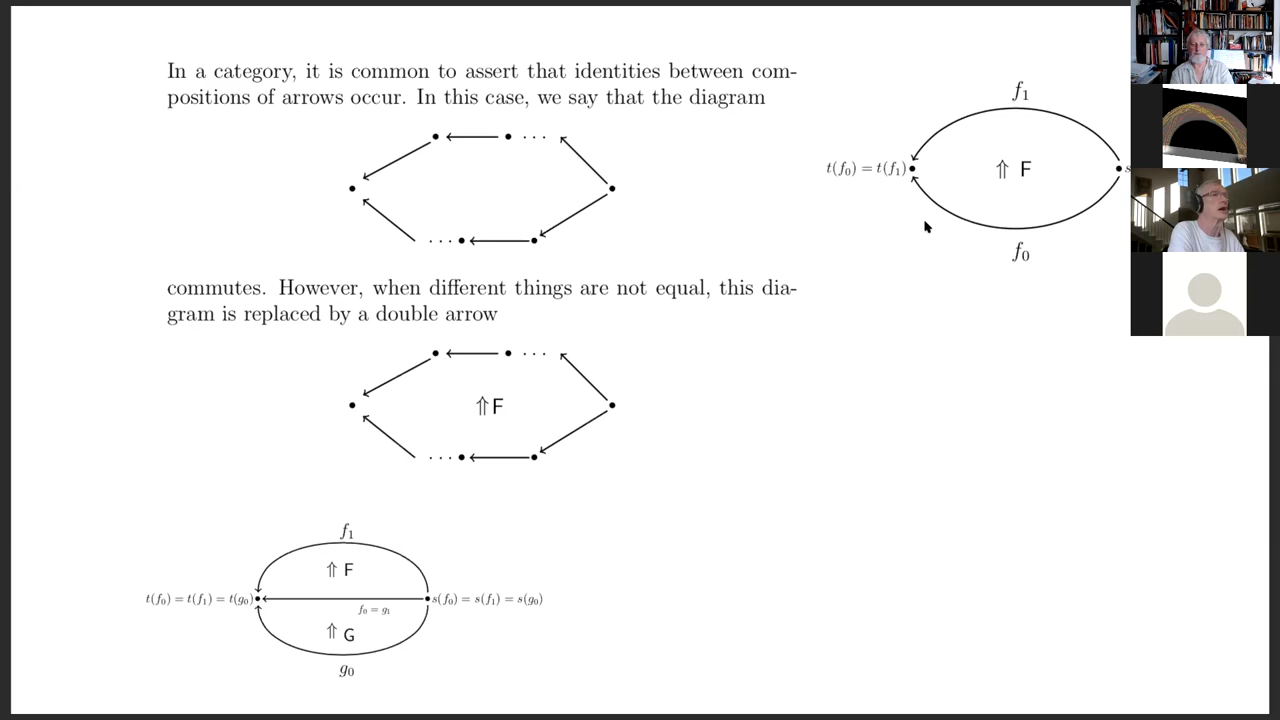 In a category, it is common to assert that identities between com-
positions of arrows occur. In this case, we say that the diagram
f₁
t(f₀) = t(f₁)
⇑ F
s
f₀
commutes. However, when different things are not equal, this dia-
gram is replaced by a double arrow
⇑ F
f₁
⇑ F
t(f₀) = t(f₁) = t(g₀)
s(f₀) = s(f₁) = s(g₀)
f₀ = g₁
⇑ G
g₀